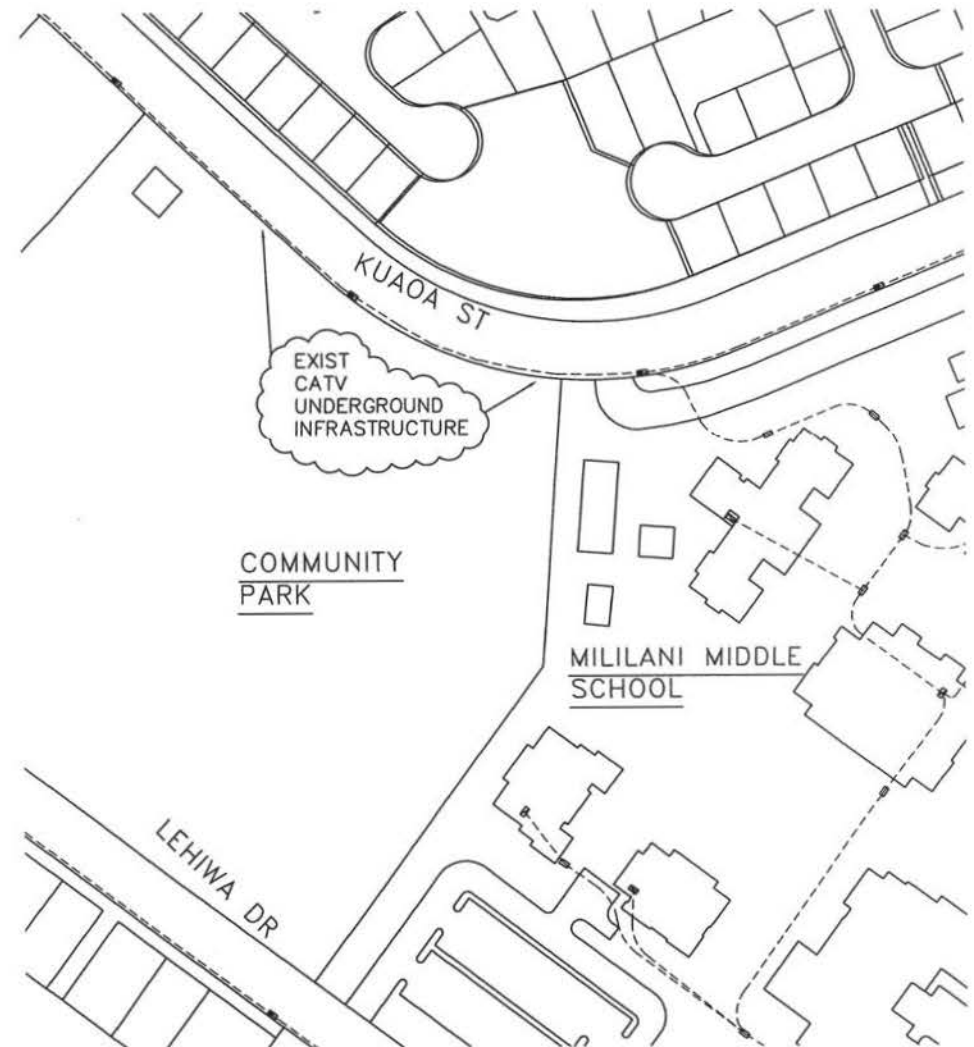 KUAOA ST
EXIST
CATV
UNDERGROUND
INFRASTRUCTURE
COMMUNITY
PARK
MILILANI MIDDLE
SCHOOL
LEHIWA DR